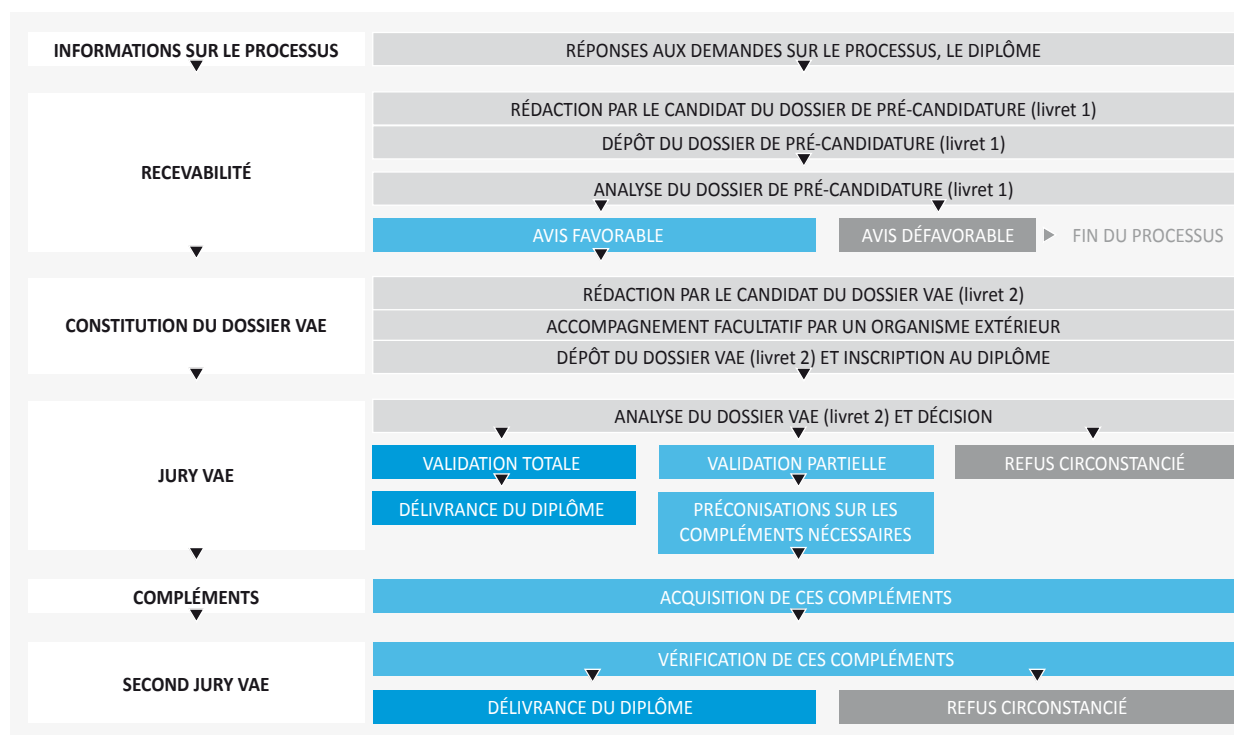 INFORMATIONS SUR LE PROCESSUS
RÉPONSES AUX DEMANDES SUR LE PROCESSUS, LE DIPLÔME
RECEVABILITÉ
RÉDACTION PAR LE CANDIDAT DU DOSSIER DE PRÉ-CANDIDATURE (livret 1)
DÉPÔT DU DOSSIER DE PRÉ-CANDIDATURE (livret 1)
ANALYSE DU DOSSIER DE PRÉ-CANDIDATURE (livret 1)
AVIS FAVORABLE
AVIS DÉFAVORABLE
FIN DU PROCESSUS
CONSTITUTION DU DOSSIER VAE
RÉDACTION PAR LE CANDIDAT DU DOSSIER VAE (livret 2)
ACCOMPAGNEMENT FACULTATIF PAR UN ORGANISME EXTÉRIEUR
DÉPÔT DU DOSSIER VAE (livret 2) ET INSCRIPTION AU DIPLÔME
JURY VAE
ANALYSE DU DOSSIER VAE (livret 2) ET DÉCISION
VALIDATION TOTALE
VALIDATION PARTIELLE
REFUS CIRCONSTANCIÉ
DÉLIVRANCE DU DIPLÔME
PRÉCONISATIONS SUR LES
COMPLÉMENTS NÉCESSAIRES
COMPLÉMENTS
ACQUISITION DE CES COMPLÉMENTS
SECOND JURY VAE
VÉRIFICATION DE CES COMPLÉMENTS
DÉLIVRANCE DU DIPLÔME
REFUS CIRCONSTANCIÉ